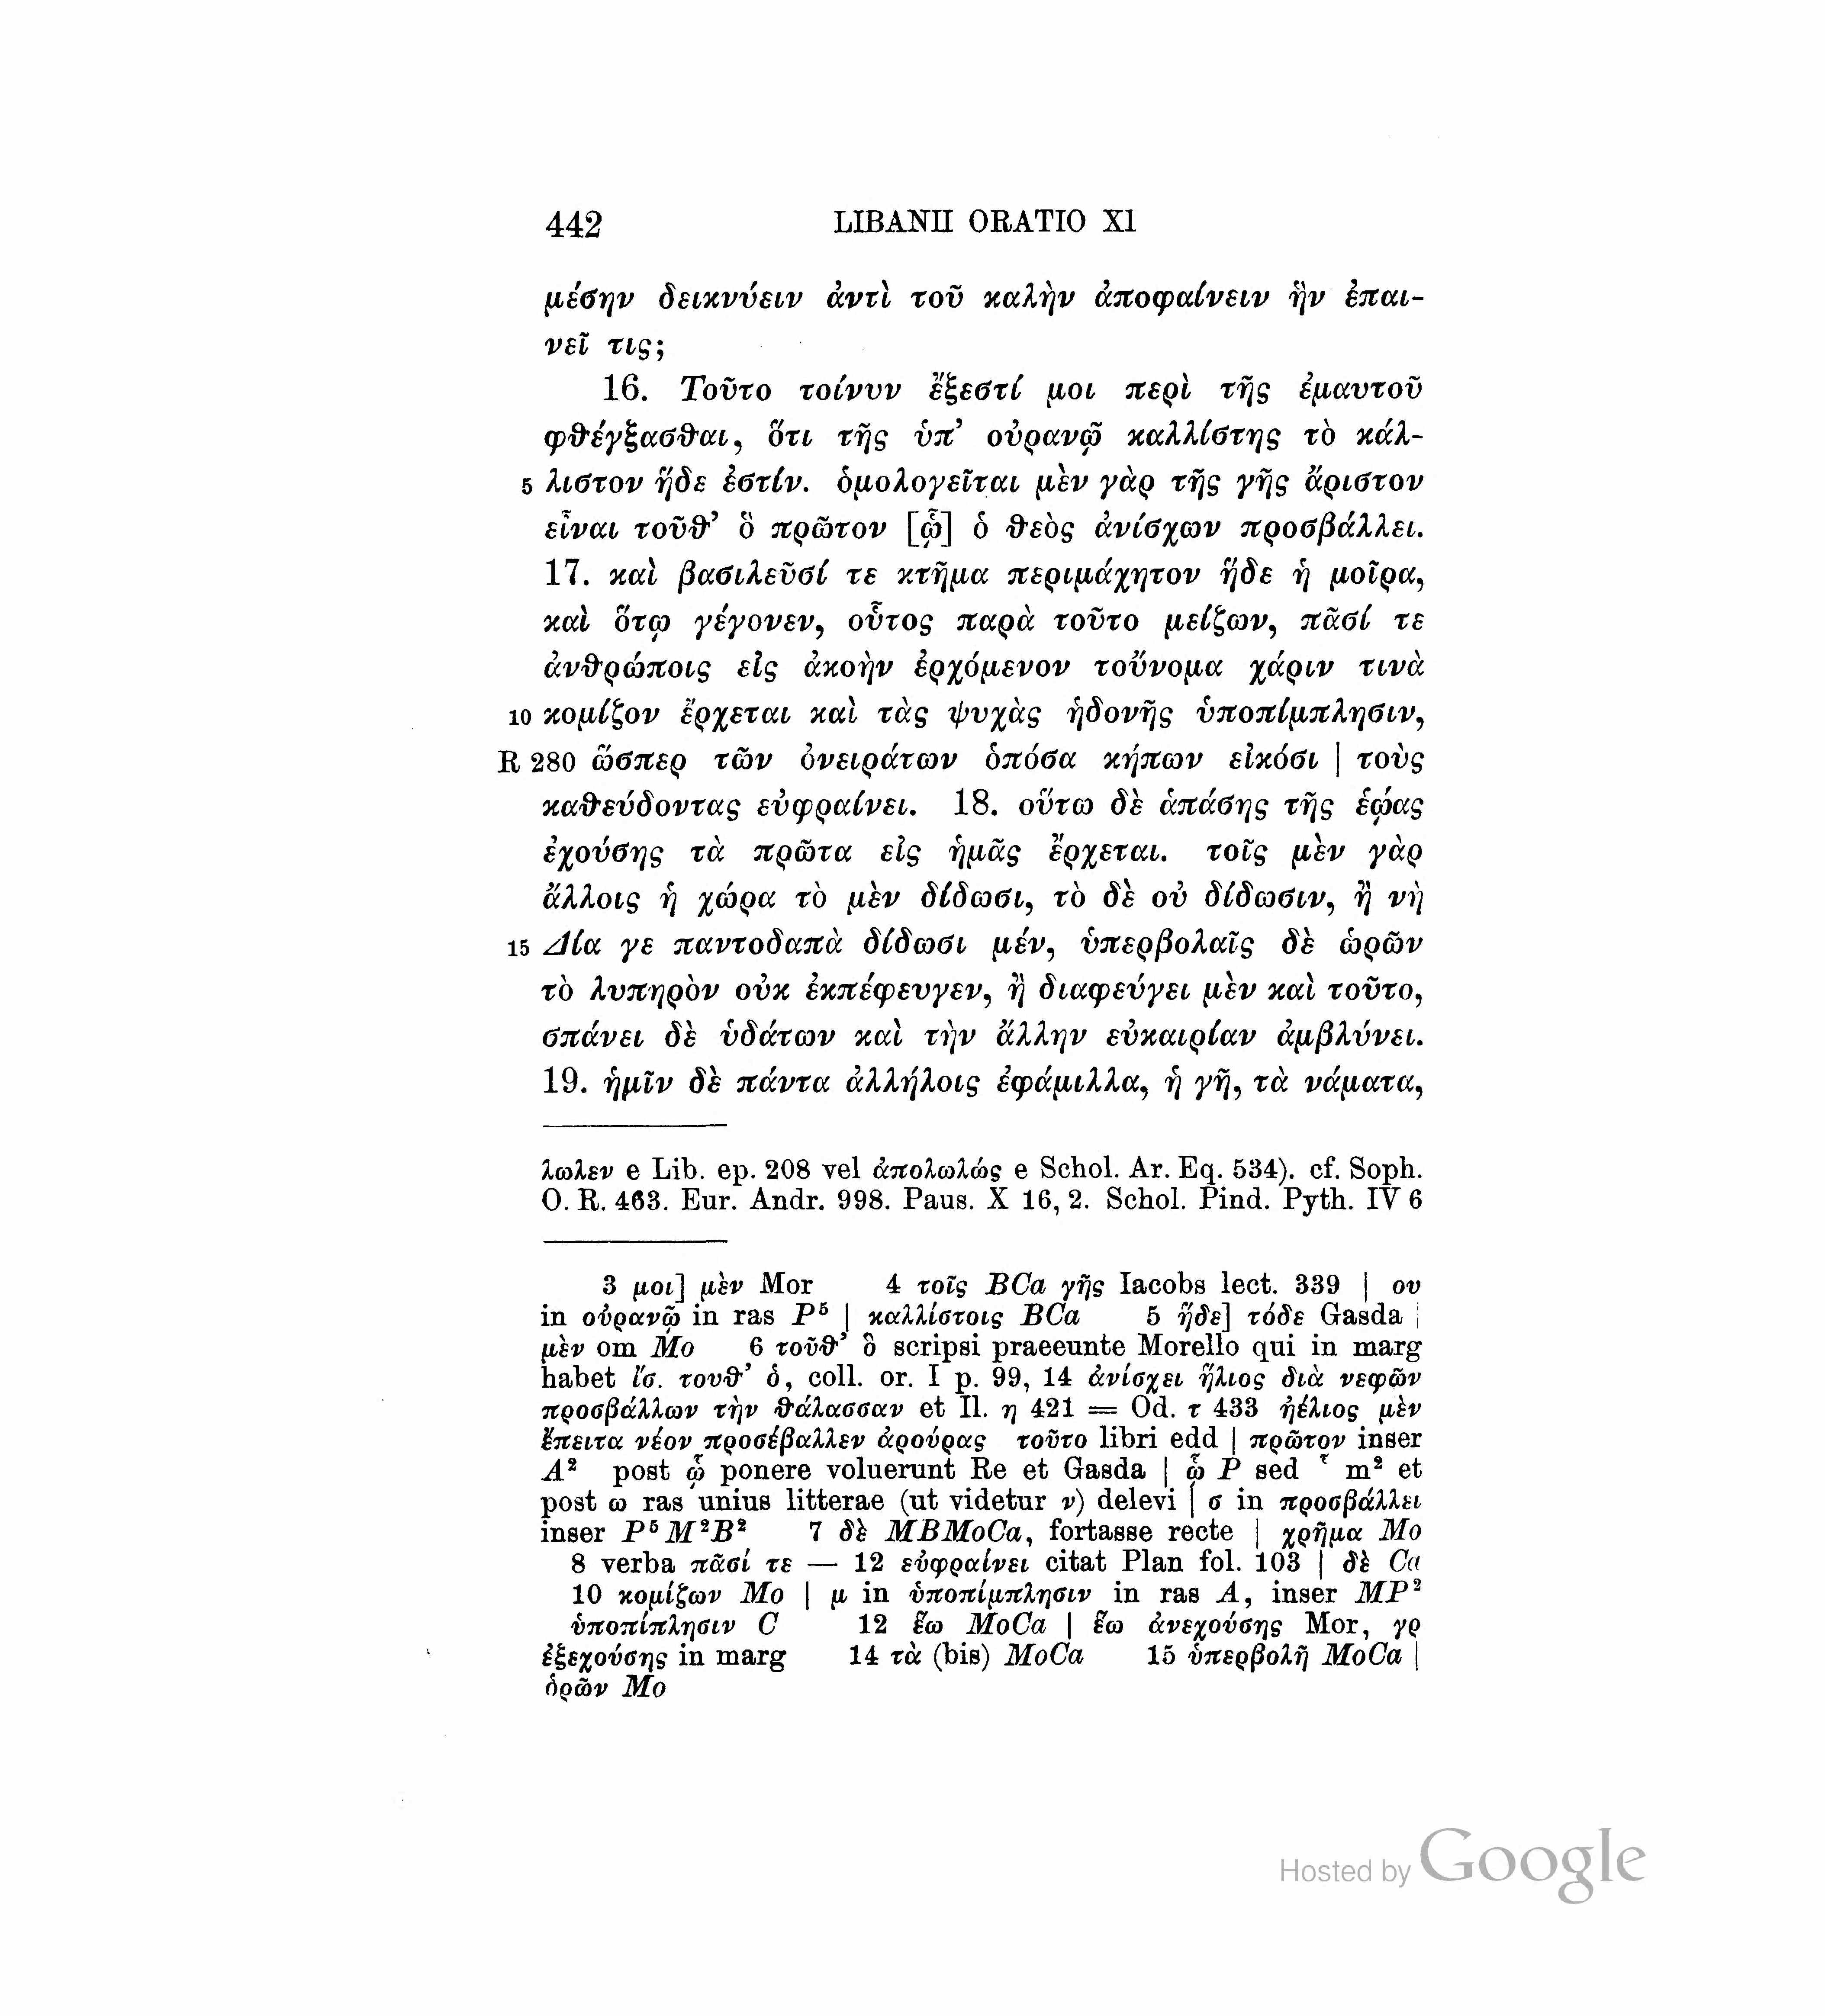 442 LIBANII ORATIO XI
μέσην δεικνύειν ἀντὶ τοῦ καλὴν ἀποφαίνειν ἣν ἐπαι-
νεῖ τις;
16. Τοῦτο τοίνυν ἔξεστί μοι περὶ τῆς ἐμαυτοῦ
φθέγξασθαι, ὅτι τῆς ὑπ’ οὐρανῷ καλλίστης τὸ κάλ-
5 λιστον ἥδε ἐστίν. ὁμολογεῖται μὲν γὰρ τῆς γῆς ἄριστον
εἶναι τοῦθ’ ὃ πρῶτον [ᾧ] ὁ θεὸς ἀνίσχων προσβάλλει.
17. καὶ βασιλεῦσί τε κτῆμα περιμάχητον ἥδε ἡ μοῖρα,
καὶ ὅτῳ γέγονεν, οὗτος παρὰ τοῦτο μείζων, πᾶσί τε
ἀνθρώποις εἰς ἀκοὴν ἐρχόμενον τοὔνομα χάριν τινὰ
10 κομίζον ἔρχεται καὶ τὰς ψυχὰς ἡδονῆς ὑποπίμπλησιν,
R 280 ὥσπερ τῶν ὀνειράτων ὁπόσα κήπων εἰκόσι | τοὺς
καθεύδοντας εὐφραίνει. 18. οὕτω δὲ ἁπάσης τῆς ἑῴας
ἐχούσης τὰ πρῶτα εἰς ἡμᾶς ἔρχεται. τοῖς μὲν γὰρ
ἄλλοις ἡ χώρα τὸ μὲν δίδωσι, τὸ δὲ οὐ δίδωσιν, ἢ νὴ
15 Δία γε παντοδαπὰ δίδωσι μέν, ὑπερβολαῖς δὲ ὡρῶν
τὸ λυπηρὸν οὐκ ἐκπέφευγεν, ἢ διαφεύγει μὲν καὶ τοῦτο,
σπάνει δὲ ὑδάτων καὶ τὴν ἄλλην εὐκαιρίαν ἀμβλύνει.
19. ἡμῖν δὲ πάντα ἀλλήλοις ἐφάμιλλα, ἡ γῆ, τὰ νάματα,
λωλεν e Lib. ep. 208 vel ἀπολωλώς e Schol. Ar. Eq. 534). cf. Soph.
O. R. 463. Eur. Andr. 998. Paus. X 16, 2. Schol. Pind. Pyth. IV 6
3 μοι] μὲν Mor 4 τοῖς BCa γῆς Iacobs lect. 339 | ου
in οὐρανῷ in ras P⁵ | καλλίστοις BCa 5 ἥδε] τόδε Gasda |
μὲν om Mo 6 τοῦθ’ ὃ scripsi praeeunte Morello qui in marg
habet ἴσ. τουθ’ ὁ, coll. or. I p. 99, 14 ἀνίσχει ἥλιος διὰ νεφῶν
προσβάλλων τὴν θάλασσαν et Il. η 421 = Od. τ 433 ἠέλιος μὲν
ἔπειτα νέον προσέβαλλεν ἀρούρας τοῦτο libri edd | πρῶτον inser
A² post ᾧ ponere voluerunt Re et Gasda | ᾧ P sed ῾ m² et
post ω ras unius litterae (ut videtur ν) delevi | σ in προσβάλλει
inser P⁵M²B² 7 δὲ MBMoCa, fortasse recte | χρῆμα Mo
8 verba πᾶσί τε — 12 εὐφραίνει citat Plan fol. 103 | δὲ Ca
10 κομίζων Mo | μ in ὑποπίμπλησιν in ras A, inser MP²
ὑποπίπλησιν C 12 ἕω MoCa | ἕω ἀνεχούσης Mor, γρ
ἐξεχούσης in marg 14 τὰ (bis) MoCa 15 ὑπερβολῇ MoCa |
ὁρῶν Mo
Hosted by Google